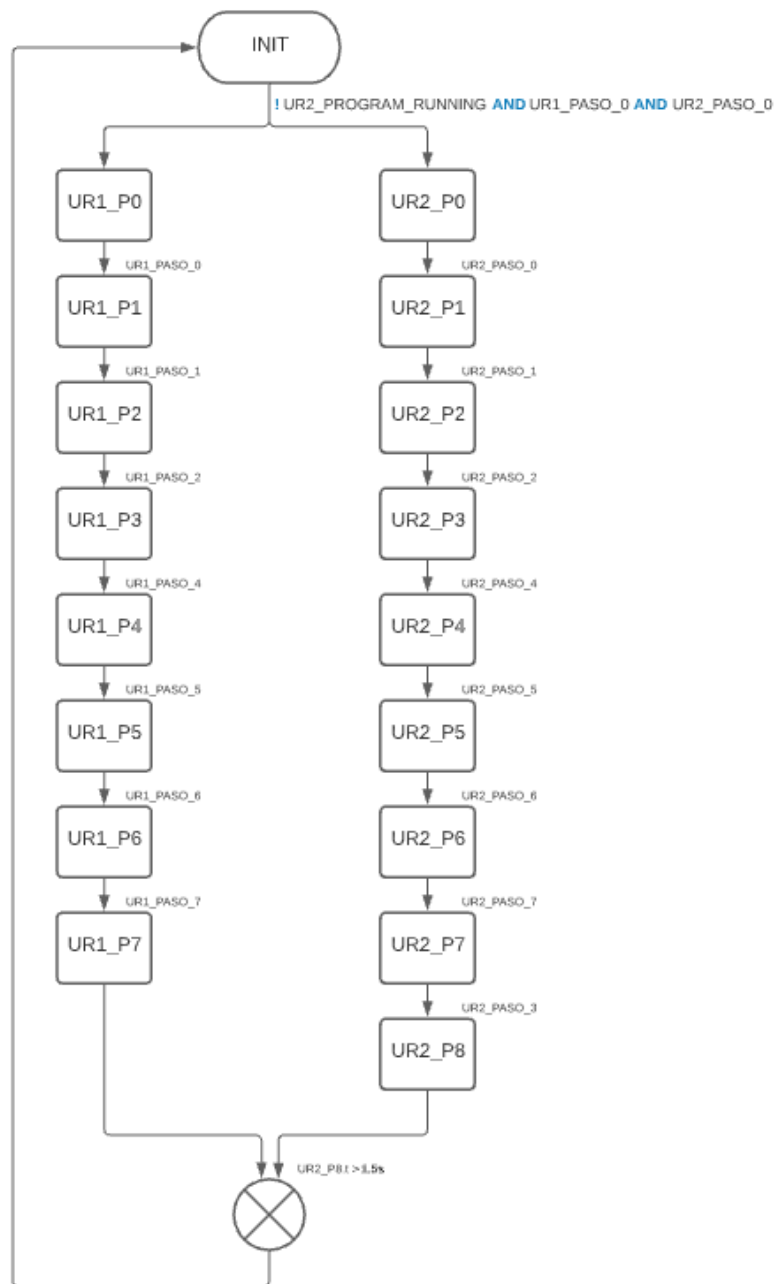 INIT
! UR2_PROGRAM_RUNNING AND UR1_PASO_0 AND UR2_PASO_0
UR1_P0
UR2_P0
UR1_PASO_0
UR2_PASO_0
UR1_P1
UR2_P1
UR1_PASO_1
UR2_PASO_1
UR1_P2
UR2_P2
UR1_PASO_2
UR2_PASO_2
UR1_P3
UR2_P3
UR1_PASO_4
UR2_PASO_4
UR1_P4
UR2_P4
UR1_PASO_5
UR2_PASO_5
UR1_P5
UR2_P5
UR1_PASO_6
UR2_PASO_6
UR1_P6
UR2_P6
UR1_PASO_7
UR2_PASO_7
UR1_P7
UR2_P7
UR2_PASO_3
UR2_P8
UR2_P8.t > 1.5s